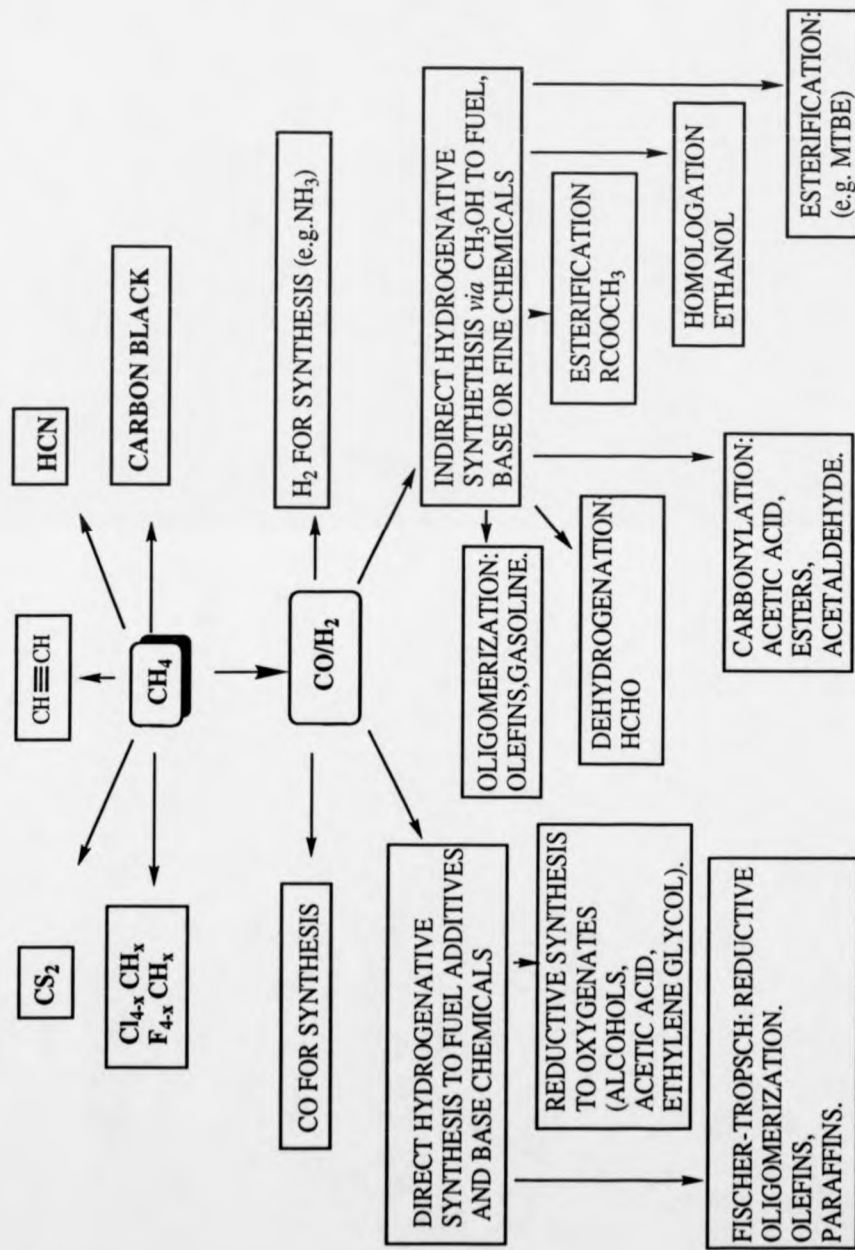 CS₂
CH≡CH
HCN
Cl₄₋ₓ CHₓ
F₄₋ₓ CHₓ
CH₄
CARBON BLACK
CO FOR SYNTHESIS
CO/H₂
H₂ FOR SYNTHESIS (e.g.NH₃)
DIRECT HYDROGENATIVE
SYNTHESIS TO FUEL ADDITIVES
AND BASE CHEMICALS
INDIRECT HYDROGENATIVE
SYNTHETHSIS via CH₃OH TO FUEL,
BASE OR FINE CHEMICALS
OLIGOMERIZATION:
OLEFINS,GASOLINE.
REDUCTIVE SYNTHESIS
TO OXYGENATES
(ALCOHOLS,
ACETIC ACID,
ETHYLENE GLYCOL).
DEHYDROGENATION:
HCHO
ESTERIFICATION
RCOOCH₃
HOMOLOGATION
ETHANOL
FISCHER-TROPSCH: REDUCTIVE
OLIGOMERIZATION.
OLEFINS,
PARAFFINS.
CARBONYLATION:
ACETIC ACID,
ESTERS,
ACETALDEHYDE.
ESTERIFICATION:
(e.g. MTBE)